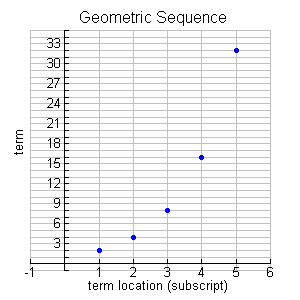 Geometric Sequence
33
30
27
24
21
18
15
12
9
6
3
term
-1 1 2 3 4 5 6
term location (subscript)